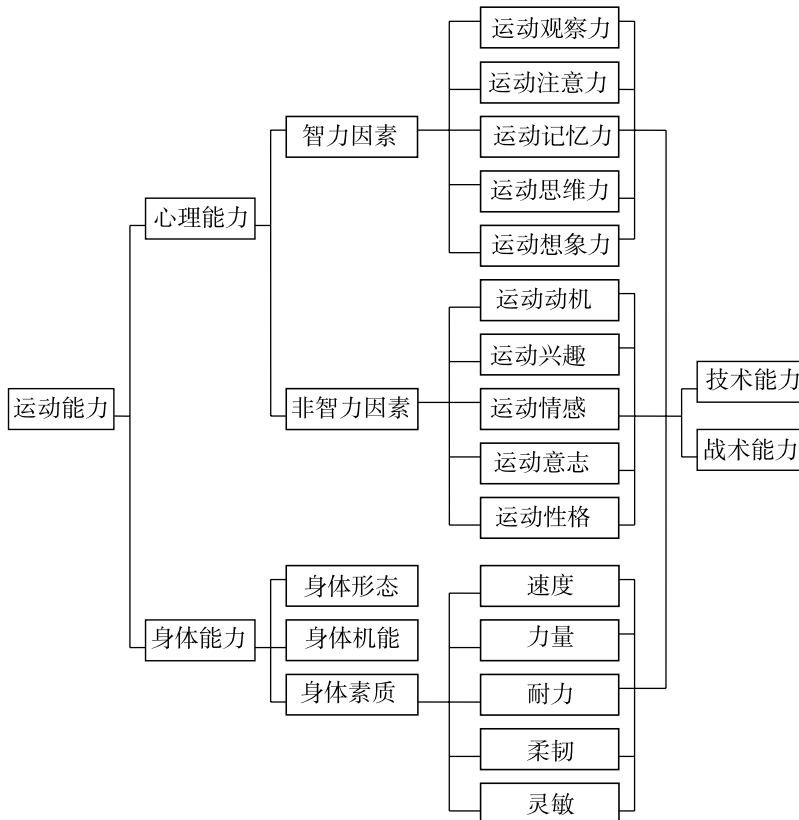 运动能力
心理能力
智力因素
运动观察力
运动注意力
运动记忆力
运动思维力
运动想象力
非智力因素
运动动机
运动兴趣
运动情感
运动意志
运动性格
身体能力
身体形态
身体机能
身体素质
速度
力量
耐力
柔韧
灵敏
技术能力
战术能力